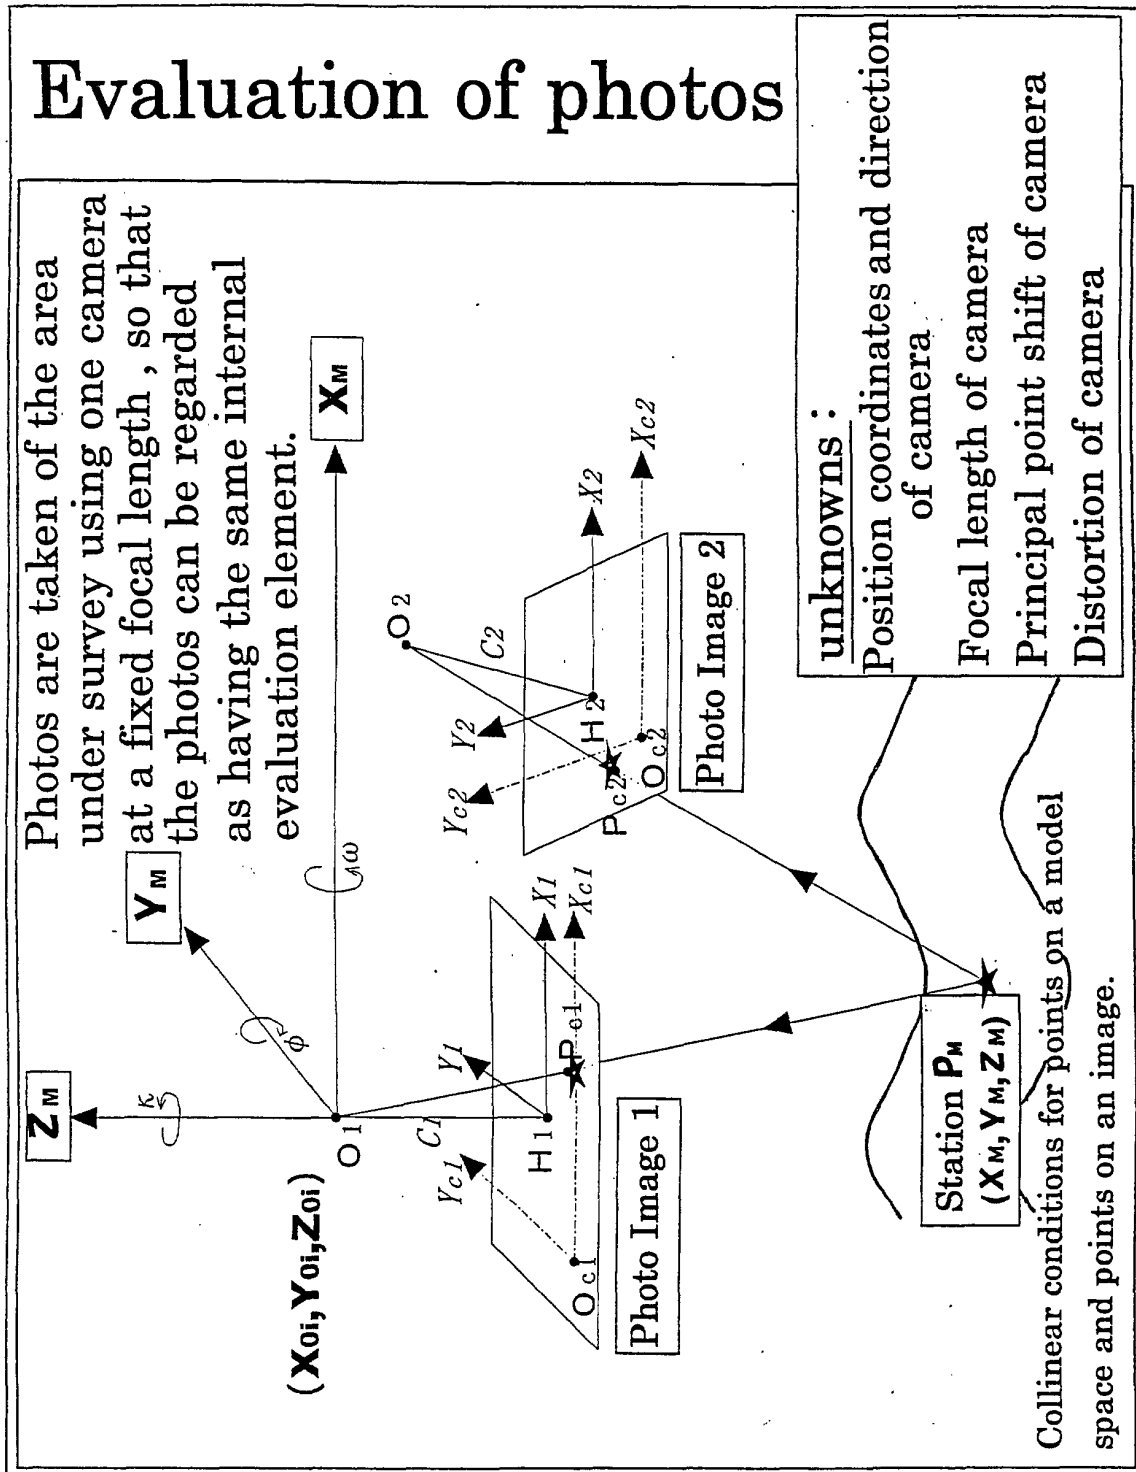 Evaluation of photos
Photos are taken of the area
under survey using one camera
at a fixed focal length , so that
the photos can be regarded
as having the same internal
evaluation element.
ZM
YM
XM
κ
ϕ
ω
O1
(X0i,Y0i,Z0i)
O2
C1
C2
Yc1
Y1
X1
Xc1
H1
Pc1
Oc1
Yc2
Y2
X2
Xc2
H2
Pc2
Oc2
Photo Image 1
Photo Image 2
Station PM
(XM,YM,ZM)
unknowns :
Position coordinates and direction
of camera
Focal length of camera
Principal point shift of camera
Distortion of camera
Collinear conditions for points on a model
space and points on an image.